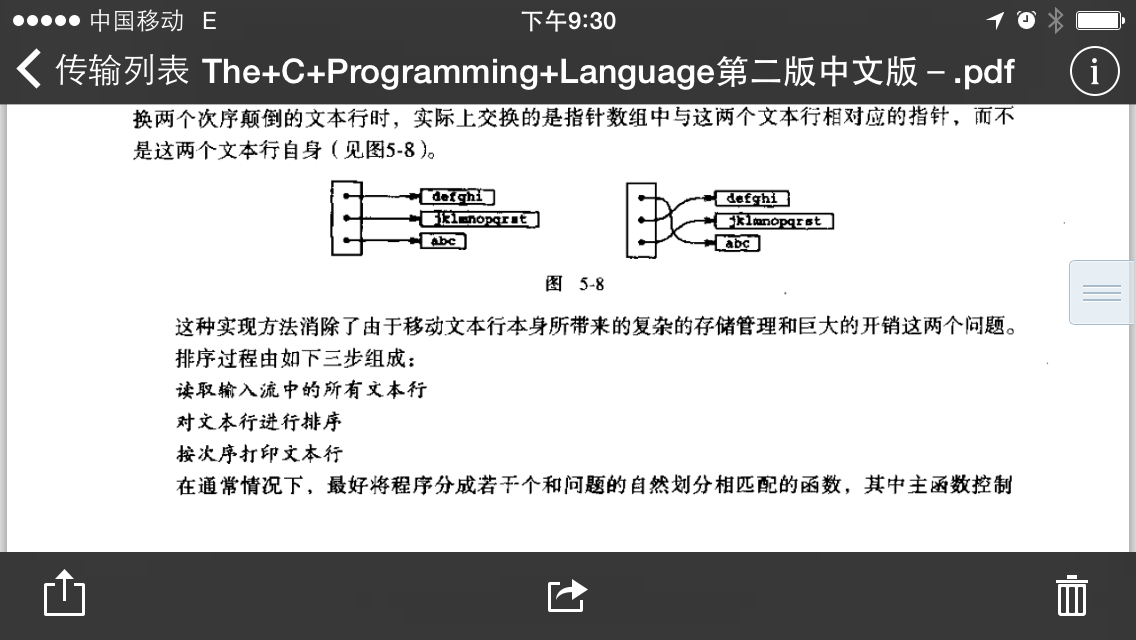 中国移动 E 下午9:30
传输列表 The+C+Programming+Language第二版中文版 – .pdf
换两个次序颠倒的文本行时，实际上交换的是指针数组中与这两个文本行相对应的指针，而不
是这两个文本行自身（见图5-8）。
defghi defghi
jklmnopqrst jklmnopqrst
abc abc
图 5-8
这种实现方法消除了由于移动文本行本身所带来的复杂的存储管理和巨大的开销这两个问题。
排序过程由如下三步组成：
读取输入流中的所有文本行
对文本行进行排序
按次序打印文本行
在通常情况下，最好将程序分成若干个和问题的自然划分相匹配的函数，其中主函数控制